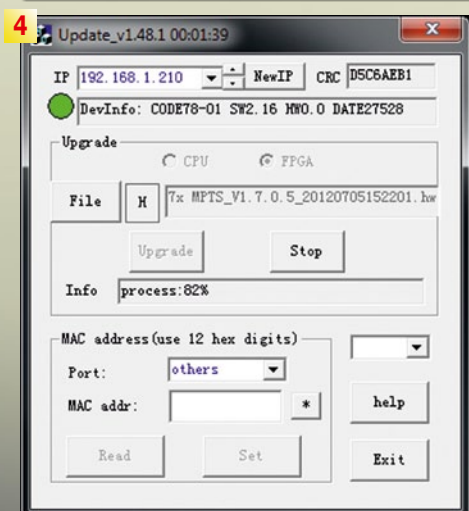 4
Update_v1.48.1 00:01:39
IP 192.168.1.210 NewIP CRC D5C6AEB1
DevInfo: CODE78-01 SW2.16 HW0.0 DATE27528
Upgrade
CPU FPGA
File H 7x MPTS_V1.7.0.5_20120705152201.hw
Upgrade Stop
Info process:82%
MAC address(use 12 hex digits)
Port: others
MAC addr: * help
Read Set Exit